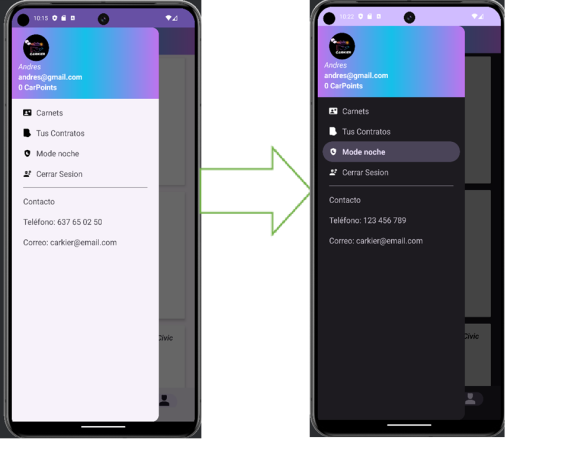 10:15
CARKIER
Andres
andres@gmail.com
0 CarPoints
Carnets
Tus Contratos
Mode noche
Cerrar Sesion
Contacto
Teléfono: 637 65 02 50
Correo: carkier@email.com
Civic
10:22
CARKIER
Andres
andres@gmail.com
0 CarPoints
Carnets
Tus Contratos
Mode noche
Cerrar Sesion
Contacto
Teléfono: 123 456 789
Correo: carkier@email.com
Civic